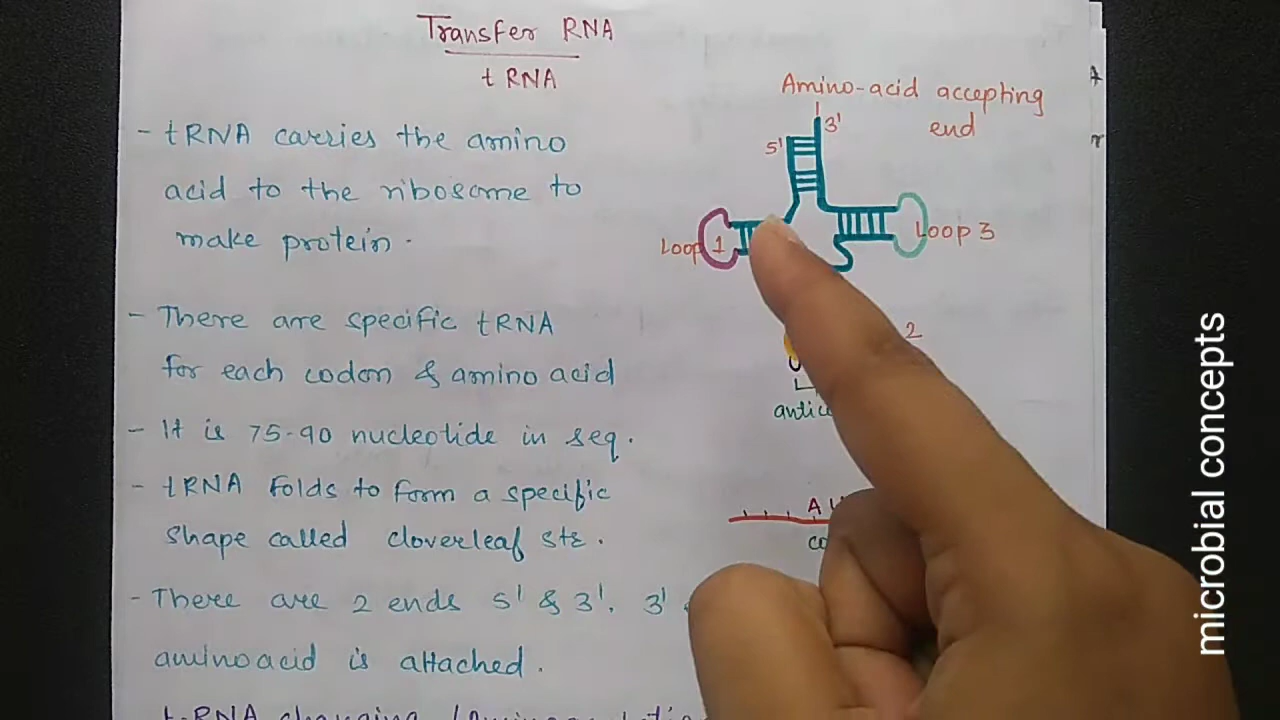 Transfer RNA
tRNA
- tRNA carries the amino
acid to the ribosome to
make protein.
- There are specific tRNA
for each codon & amino acid
- It is 75-90 nucleotide in seq.
- tRNA folds to form a specific
shape called cloverleaf str.
- There are 2 ends 5' & 3'. 3'
aminoacid is attached.
Amino-acid accepting
end
3'
5'
Loop 1
Loop 3
2
A
microbial concepts